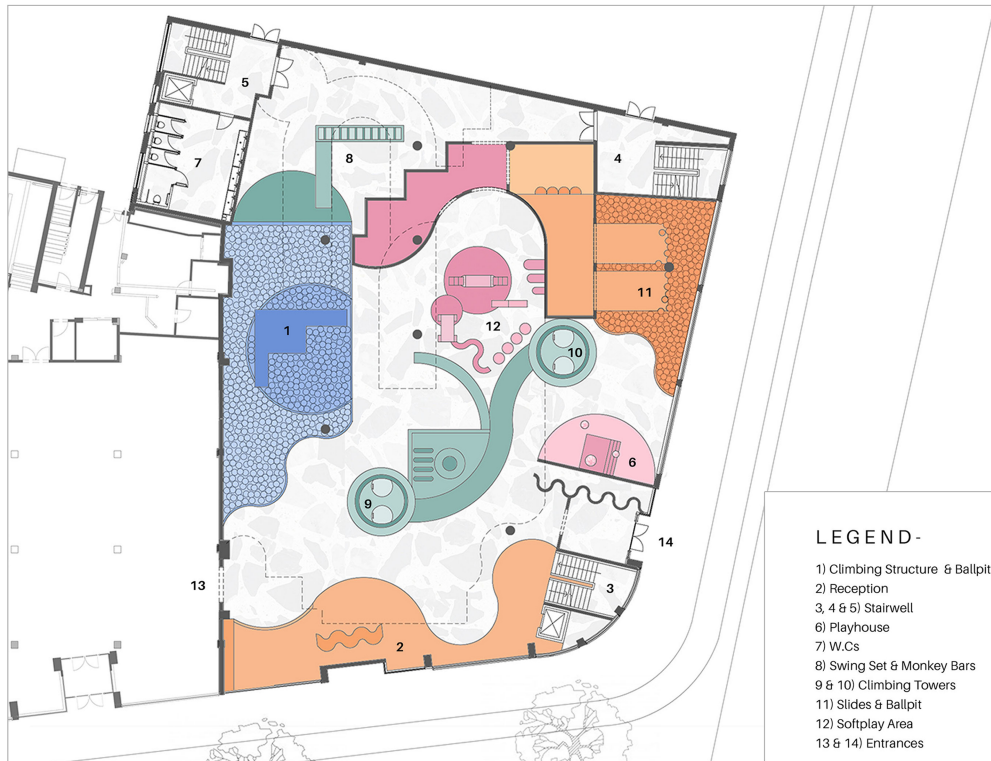 5
8
7
4
11
1
12
10
6
9
14
13
3
2
LEGEND-
1) Climbing Structure & Ballpit
2) Reception
3, 4 & 5) Stairwell
6) Playhouse
7) W.Cs
8) Swing Set & Monkey Bars
9 & 10) Climbing Towers
11) Slides & Ballpit
12) Softplay Area
13 & 14) Entrances